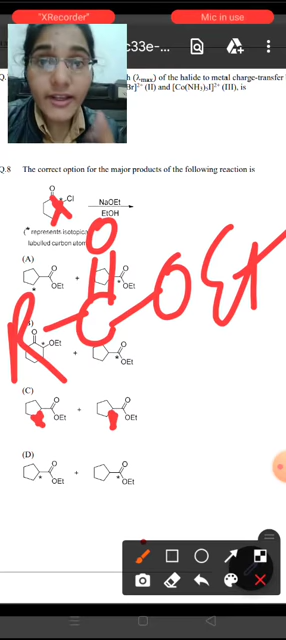 "XRecorder"
Mic in use
c33e-...
h (λmax) of the halide to metal charge-transfer
Br]²⁺ (II) and [Co(NH₃)₅I]²⁺ (III), is
Q.8 The correct option for the major products of the following reaction is
O
Cl
NaOEt
EtOH
(* represents isotopically
labelled carbon atom)
(A)
O
OEt
+
OEt
O
R-C-OEt
O
OEt
+
O
OEt
(C)
O
OEt
+
O
OEt
(D)
O
OEt
+
O
OEt